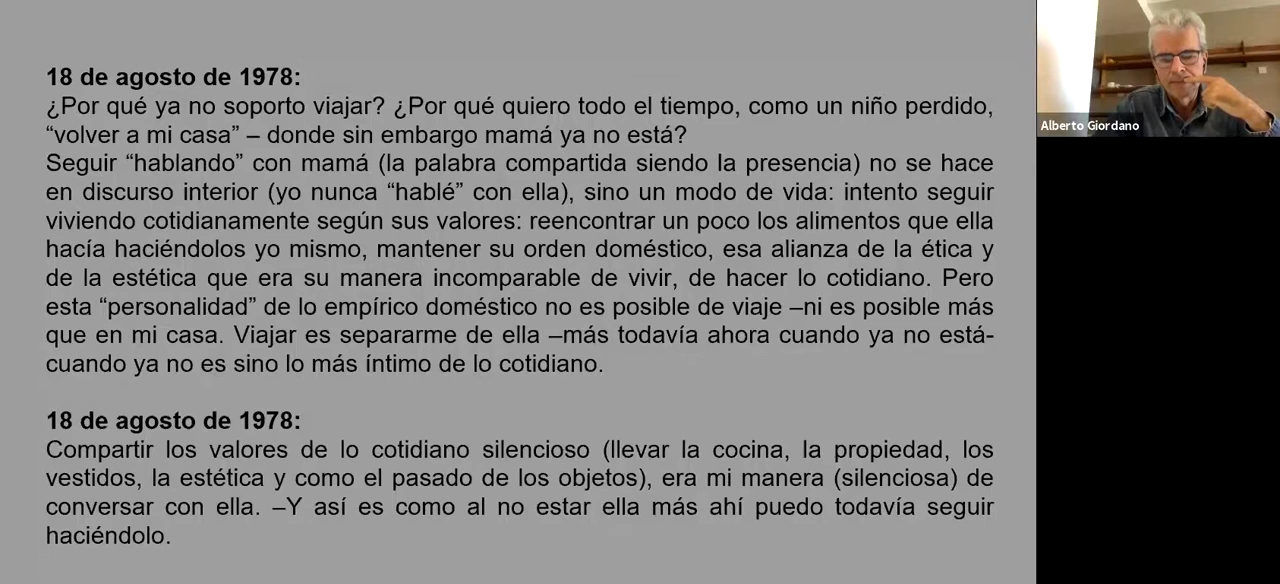 18 de agosto de 1978:
¿Por qué ya no soporto viajar? ¿Por qué quiero todo el tiempo, como un niño perdido,
“volver a mi casa” – donde sin embargo mamá ya no está?
Seguir “hablando” con mamá (la palabra compartida siendo la presencia) no se hace
en discurso interior (yo nunca “hablé” con ella), sino un modo de vida: intento seguir
viviendo cotidianamente según sus valores: reencontrar un poco los alimentos que ella
hacía haciéndolos yo mismo, mantener su orden doméstico, esa alianza de la ética y
de la estética que era su manera incomparable de vivir, de hacer lo cotidiano. Pero
esta “personalidad” de lo empírico doméstico no es posible de viaje –ni es posible más
que en mi casa. Viajar es separarme de ella –más todavía ahora cuando ya no está-
cuando ya no es sino lo más íntimo de lo cotidiano.
18 de agosto de 1978:
Compartir los valores de lo cotidiano silencioso (llevar la cocina, la propiedad, los
vestidos, la estética y como el pasado de los objetos), era mi manera (silenciosa) de
conversar con ella. –Y así es como al no estar ella más ahí puedo todavía seguir
haciéndolo.
Alberto Giordano